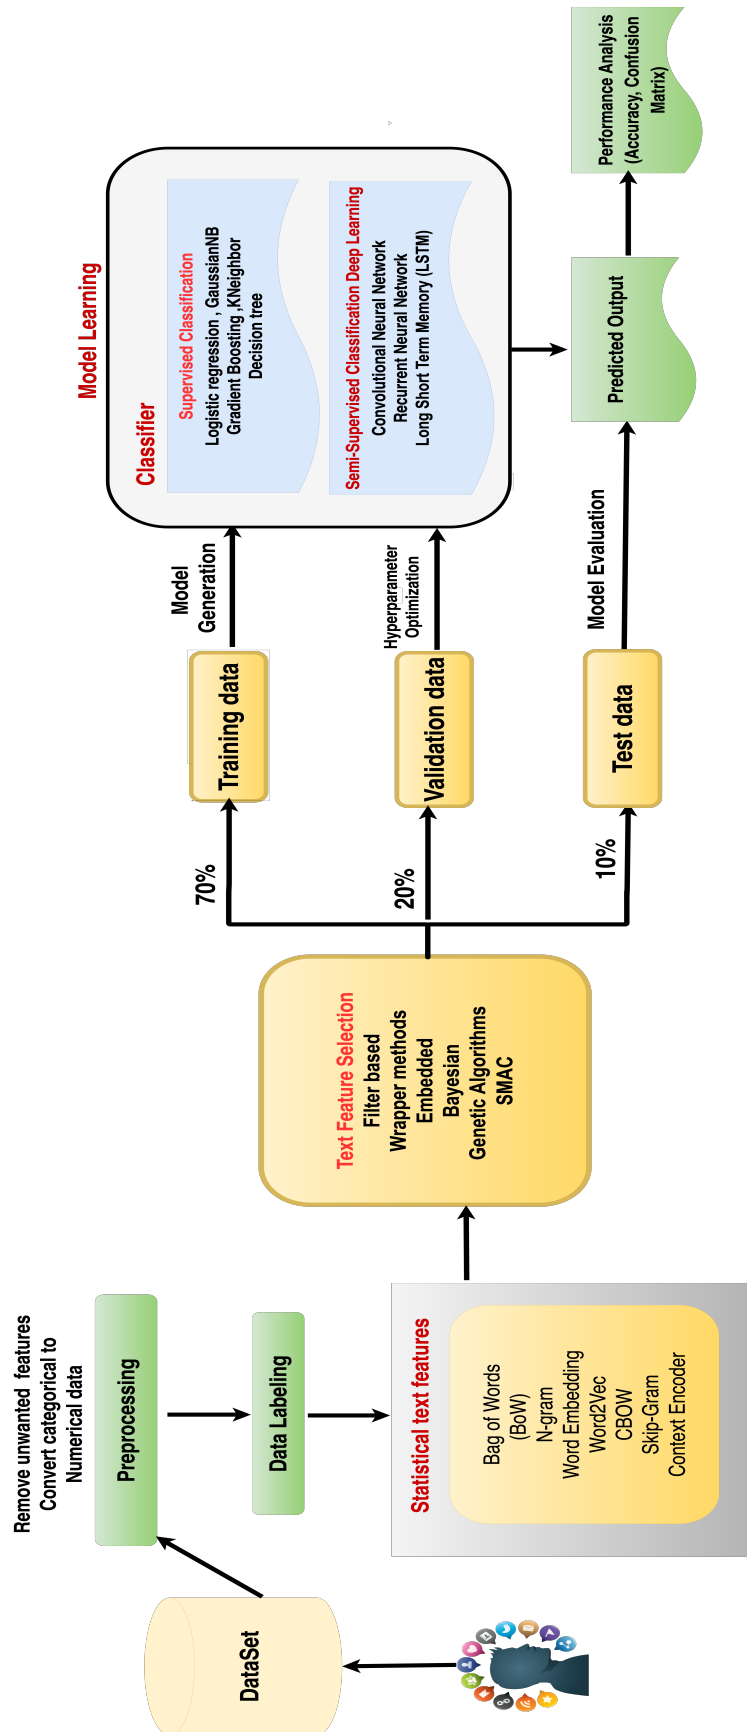 DataSet
Remove unwanted features
Convert categorical to
Numerical data
Preprocessing
Data Labeling
Statistical text features
Bag of Words
(BoW)
N-gram
Word Embedding
Word2Vec
CBOW
Skip-Gram
Context Encoder
Text Feature Selection
Filter based
Wrapper methods
Embedded
Bayesian
Genetic Algorithms
SMAC
70%
20%
10%
Training data
Validation data
Test data
Model
Generation
Hyperparameter
Optimization
Model Evaluation
Model Learning
Classifier
Supervised Classification
Logistic regression , GaussianNB
Gradient Boosting ,KNeighbor
Decision tree
Semi-Supervised Classification Deep Learning
Convolutional Neural Network
Recurrent Neural Network
Long Short Term Memory (LSTM)
Predicted Output
Performance Analysis
(Accuracy, Confusion
Matrix)